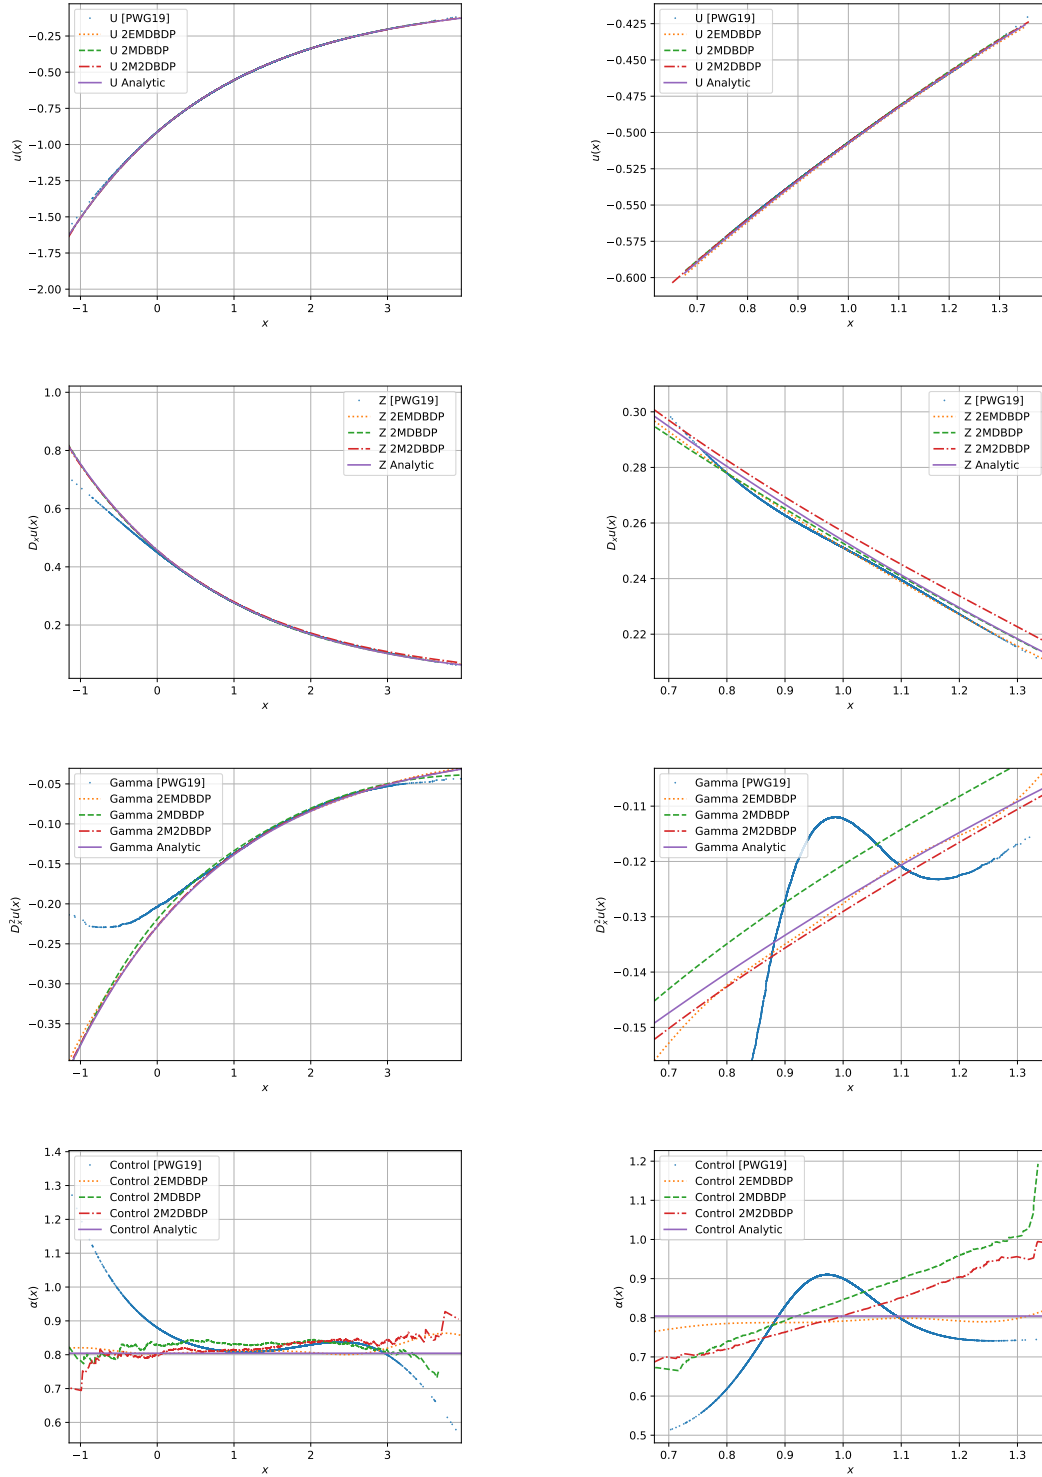 U [PWG19]
U 2EMDBDP
U 2MDBDP
U 2M2DBDP
U Analytic
−0.25
−0.50
−0.75
−1.00
−1.25
−1.50
−1.75
−2.00
u(x)
−1 0 1 2 3
x
U [PWG19]
U 2EMDBDP
U 2MDBDP
U 2M2DBDP
U Analytic
−0.425
−0.450
−0.475
−0.500
−0.525
−0.550
−0.575
−0.600
u(x)
0.7 0.8 0.9 1.0 1.1 1.2 1.3
x
Z [PWG19]
Z 2EMDBDP
Z 2MDBDP
Z 2M2DBDP
Z Analytic
1.0
0.8
0.6
0.4
0.2
Dₓu(x)
−1 0 1 2 3
x
Z [PWG19]
Z 2EMDBDP
Z 2MDBDP
Z 2M2DBDP
Z Analytic
0.30
0.28
0.26
0.24
0.22
Dₓu(x)
0.7 0.8 0.9 1.0 1.1 1.2 1.3
x
Gamma [PWG19]
Gamma 2EMDBDP
Gamma 2MDBDP
Gamma 2M2DBDP
Gamma Analytic
−0.05
−0.10
−0.15
−0.20
−0.25
−0.30
−0.35
Dₓ²u(x)
−1 0 1 2 3
x
Gamma [PWG19]
Gamma 2EMDBDP
Gamma 2MDBDP
Gamma 2M2DBDP
Gamma Analytic
−0.11
−0.12
−0.13
−0.14
−0.15
Dₓ²u(x)
0.7 0.8 0.9 1.0 1.1 1.2 1.3
x
Control [PWG19]
Control 2EMDBDP
Control 2MDBDP
Control 2M2DBDP
Control Analytic
1.4
1.3
1.2
1.1
1.0
0.9
0.8
0.7
0.6
α(x)
−1 0 1 2 3
x
Control [PWG19]
Control 2EMDBDP
Control 2MDBDP
Control 2M2DBDP
Control Analytic
1.2
1.1
1.0
0.9
0.8
0.7
0.6
0.5
α(x)
0.7 0.8 0.9 1.0 1.1 1.2 1.3
x